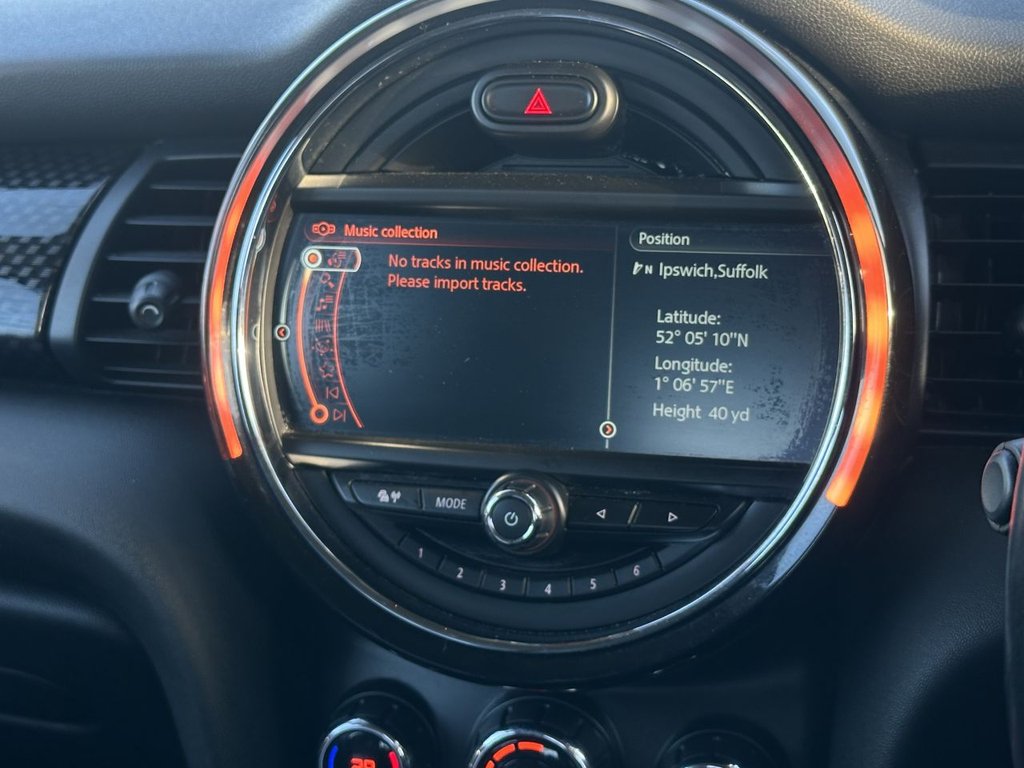 Music collection
No tracks in music collection.
Please import tracks.
Position
N Ipswich,Suffolk
Latitude:
52° 05' 10"N
Longitude:
1° 06' 57"E
Height 40 yd
MODE
1
2
3
4
5
6